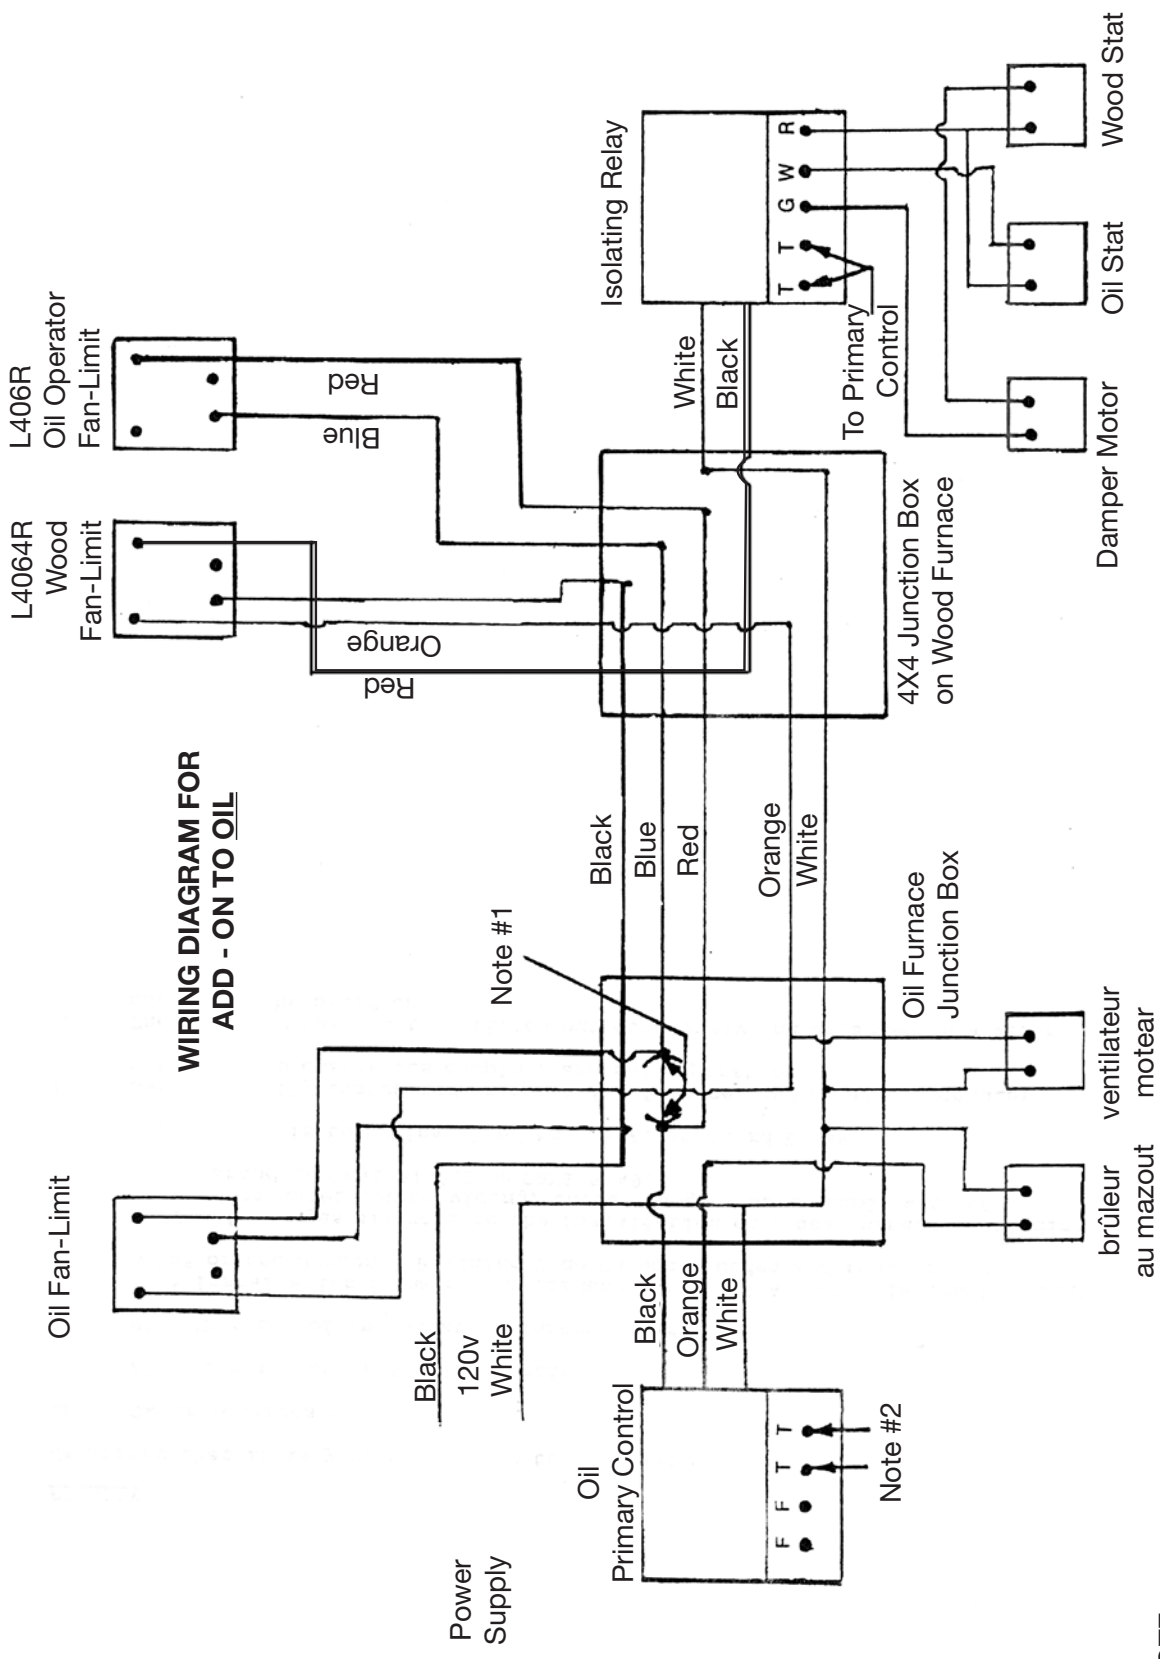 WIRING DIAGRAM FOR
ADD - ON TO OIL
Oil Fan-Limit
L4064R
Wood
Fan-Limit
L406R
Oil Operator
Fan-Limit
Red
Orange
Blue
Red
Power
Supply
Black
120v
White
Note #1
Oil
Primary Control
F F T T
Note #2
Black
Orange
White
Black
Blue
Red
Orange
White
Oil Furnace
Junction Box
4X4 Junction Box
on Wood Furnace
White
Black
Isolating Relay
T T G W R
To Primary
Control
brûleur
au mazout
ventilateur
motear
Damper Motor
Oil Stat
Wood Stat